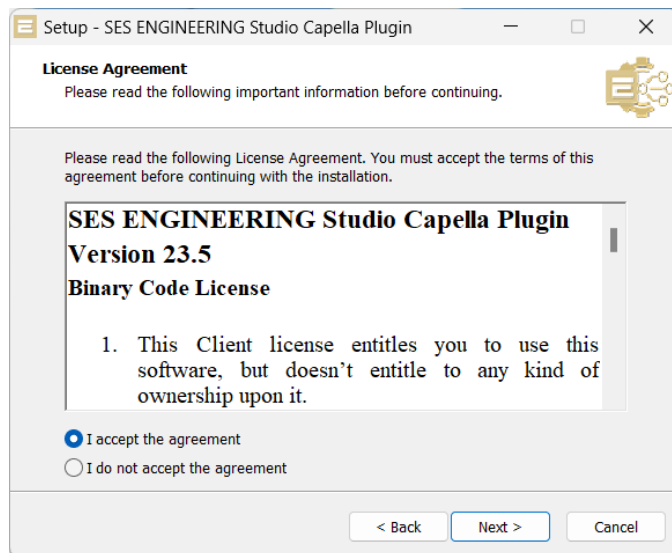 Setup - SES ENGINEERING Studio Capella Plugin
License Agreement
Please read the following important information before continuing.
Please read the following License Agreement. You must accept the terms of this
agreement before continuing with the installation.
SES ENGINEERING Studio Capella Plugin
Version 23.5
Binary Code License
1. This Client license entitles you to use this
software, but doesn’t entitle to any kind of
ownership upon it.
I accept the agreement
I do not accept the agreement
< Back
Next >
Cancel